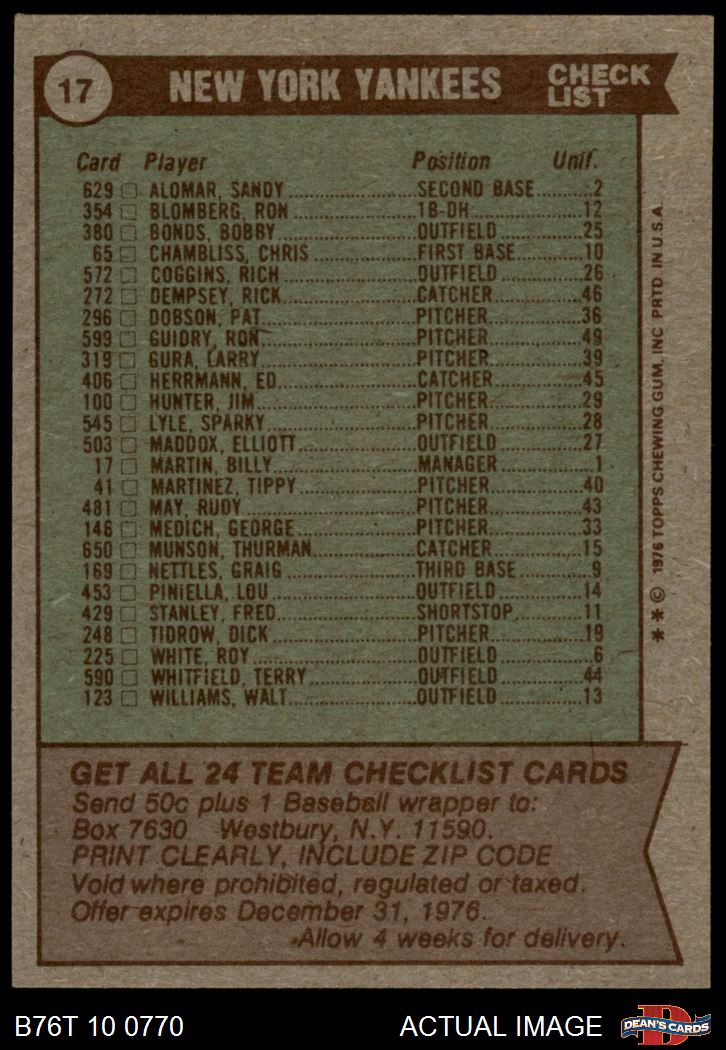 17 NEW YORK YANKEES CHECK LIST
Card Player Position Unif.
629 □ ALOMAR, SANDY SECOND BASE 2
354 □ BLOMBERG, RON 1B-DH 12
380 □ BONDS, BOBBY OUTFIELD 25
65 □ CHAMBLISS, CHRIS FIRST BASE 10
572 □ COGGINS, RICH OUTFIELD 26
272 □ DEMPSEY, RICK CATCHER 46
296 □ DOBSON, PAT PITCHER 36
599 □ GUIDRY, RON PITCHER 49
319 □ GURA, LARRY PITCHER 39
406 □ HERRMANN, ED CATCHER 45
100 □ HUNTER, JIM PITCHER 29
545 □ LYLE, SPARKY PITCHER 28
503 □ MADDOX, ELLIOTT OUTFIELD 27
17 □ MARTIN, BILLY MANAGER 1
41 □ MARTINEZ, TIPPY PITCHER 40
481 □ MAY, RUDY PITCHER 43
146 □ MEDICH, GEORGE PITCHER 33
650 □ MUNSON, THURMAN CATCHER 15
169 □ NETTLES, GRAIG THIRD BASE 9
453 □ PINIELLA, LOU OUTFIELD 14
429 □ STANLEY, FRED SHORTSTOP 11
248 □ TIDROW, DICK PITCHER 19
225 □ WHITE, ROY OUTFIELD 6
590 □ WHITFIELD, TERRY OUTFIELD 44
123 □ WILLIAMS, WALT OUTFIELD 13
**© 1976 TOPPS CHEWING GUM, INC PRTD. IN U.S.A.
GET ALL 24 TEAM CHECKLIST CARDS
Send 50c plus 1 Baseball wrapper to:
Box 7630 Westbury, N.Y. 11590.
PRINT CLEARLY, INCLUDE ZIP CODE
Void where prohibited, regulated or taxed.
Offer expires December 31, 1976.
Allow 4 weeks for delivery.
B76T 10 0770 ACTUAL IMAGE DEAN'S CARDS